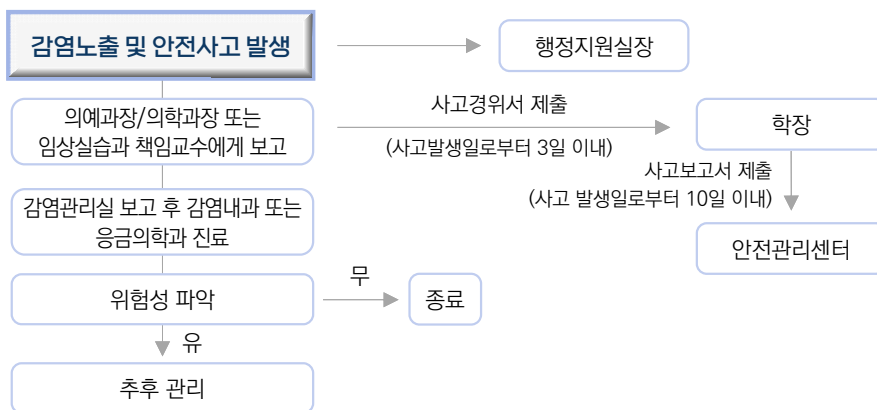 감염노출 및 안전사고 발생
행정지원실장
의예과장/의학과장 또는
임상실습과 책임교수에게 보고
사고경위서 제출
(사고발생일로부터 3일 이내)
학장
사고보고서 제출
(사고 발생일로부터 10일 이내)
감염관리실 보고 후 감염내과 또는
응급의학과 진료
안전관리센터
위험성 파악
무
종료
유
추후 관리